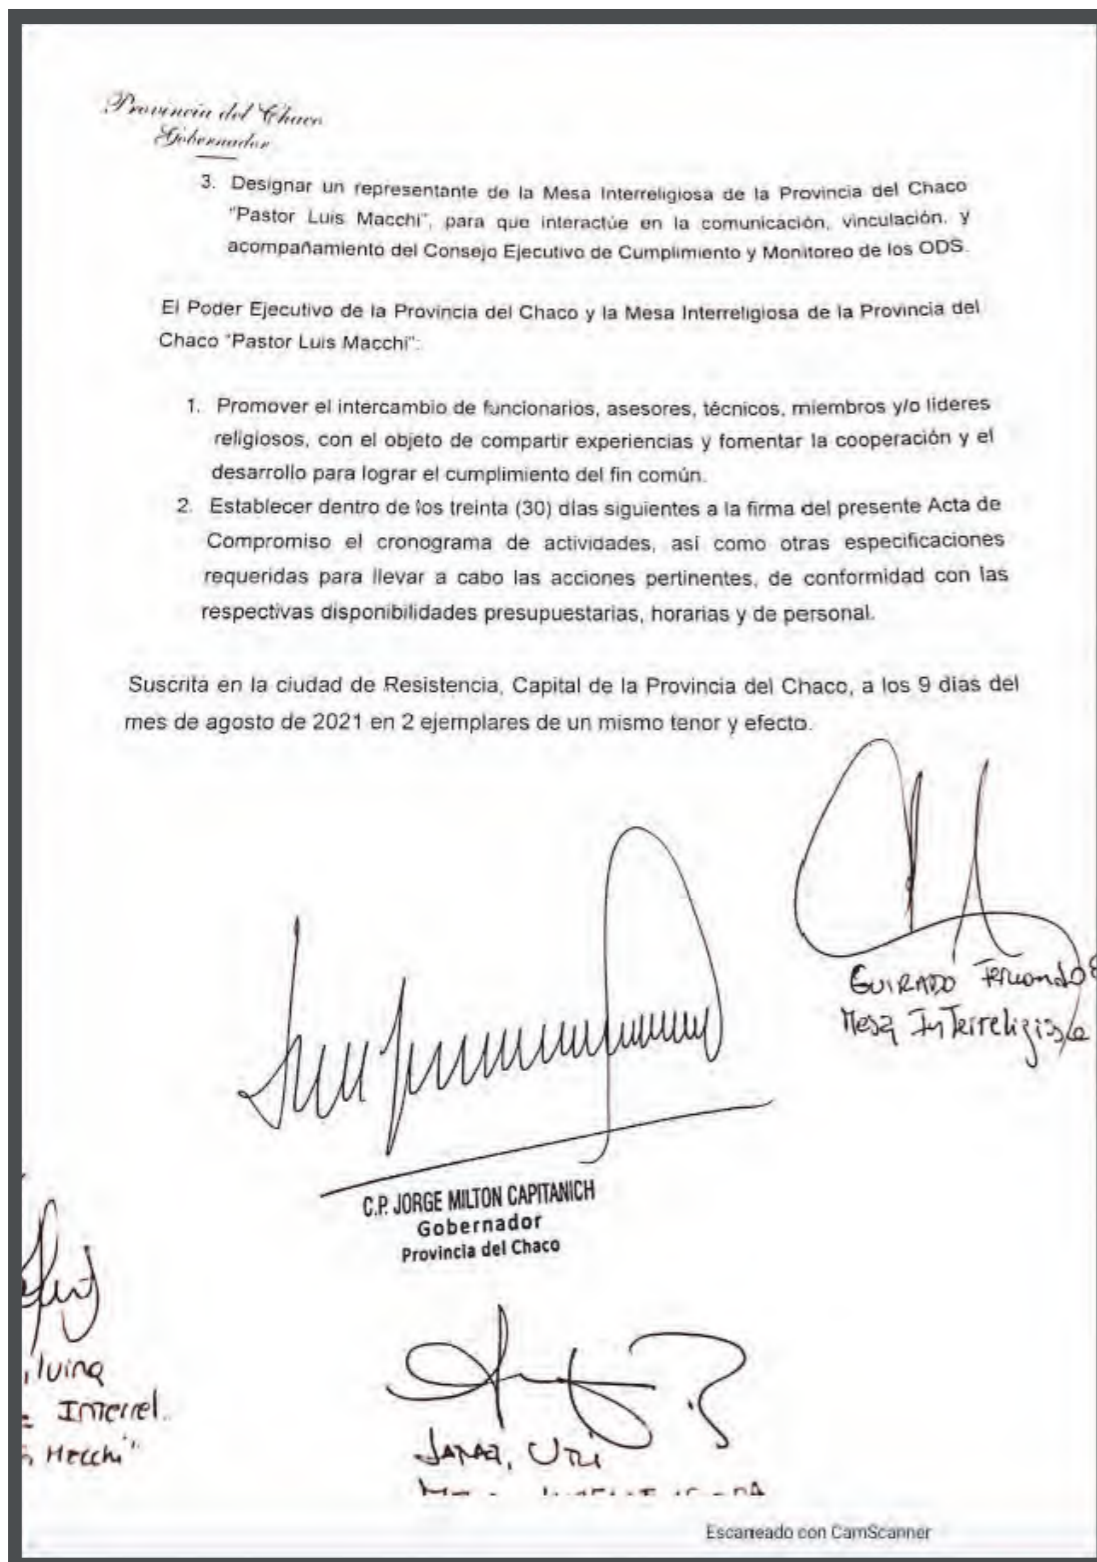 Provincia del Chaco
Gobernador
3. Designar un representante de la Mesa Interreligiosa de la Provincia del Chaco
"Pastor Luis Macchi", para que interactúe en la comunicación, vinculación, y
acompañamiento del Consejo Ejecutivo de Cumplimiento y Monitoreo de los ODS.
El Poder Ejecutivo de la Provincia del Chaco y la Mesa Interreligiosa de la Provincia del
Chaco "Pastor Luis Macchi":
1. Promover el intercambio de funcionarios, asesores, técnicos, miembros y/o líderes
religiosos, con el objeto de compartir experiencias y fomentar la cooperación y el
desarrollo para lograr el cumplimiento del fin común.
2. Establecer dentro de los treinta (30) días siguientes a la firma del presente Acta de
Compromiso el cronograma de actividades, así como otras especificaciones
requeridas para llevar a cabo las acciones pertinentes, de conformidad con las
respectivas disponibilidades presupuestarias, horarias y de personal.
Suscrita en la ciudad de Resistencia, Capital de la Provincia del Chaco, a los 9 días del
mes de agosto de 2021 en 2 ejemplares de un mismo tenor y efecto.
GUIRADO Fernando
Mesa Interreligiosa
C.P. JORGE MILTON CAPITANICH
Gobernador
Provincia del Chaco
Interrel.
Macchi"
Escaneado con CamScanner